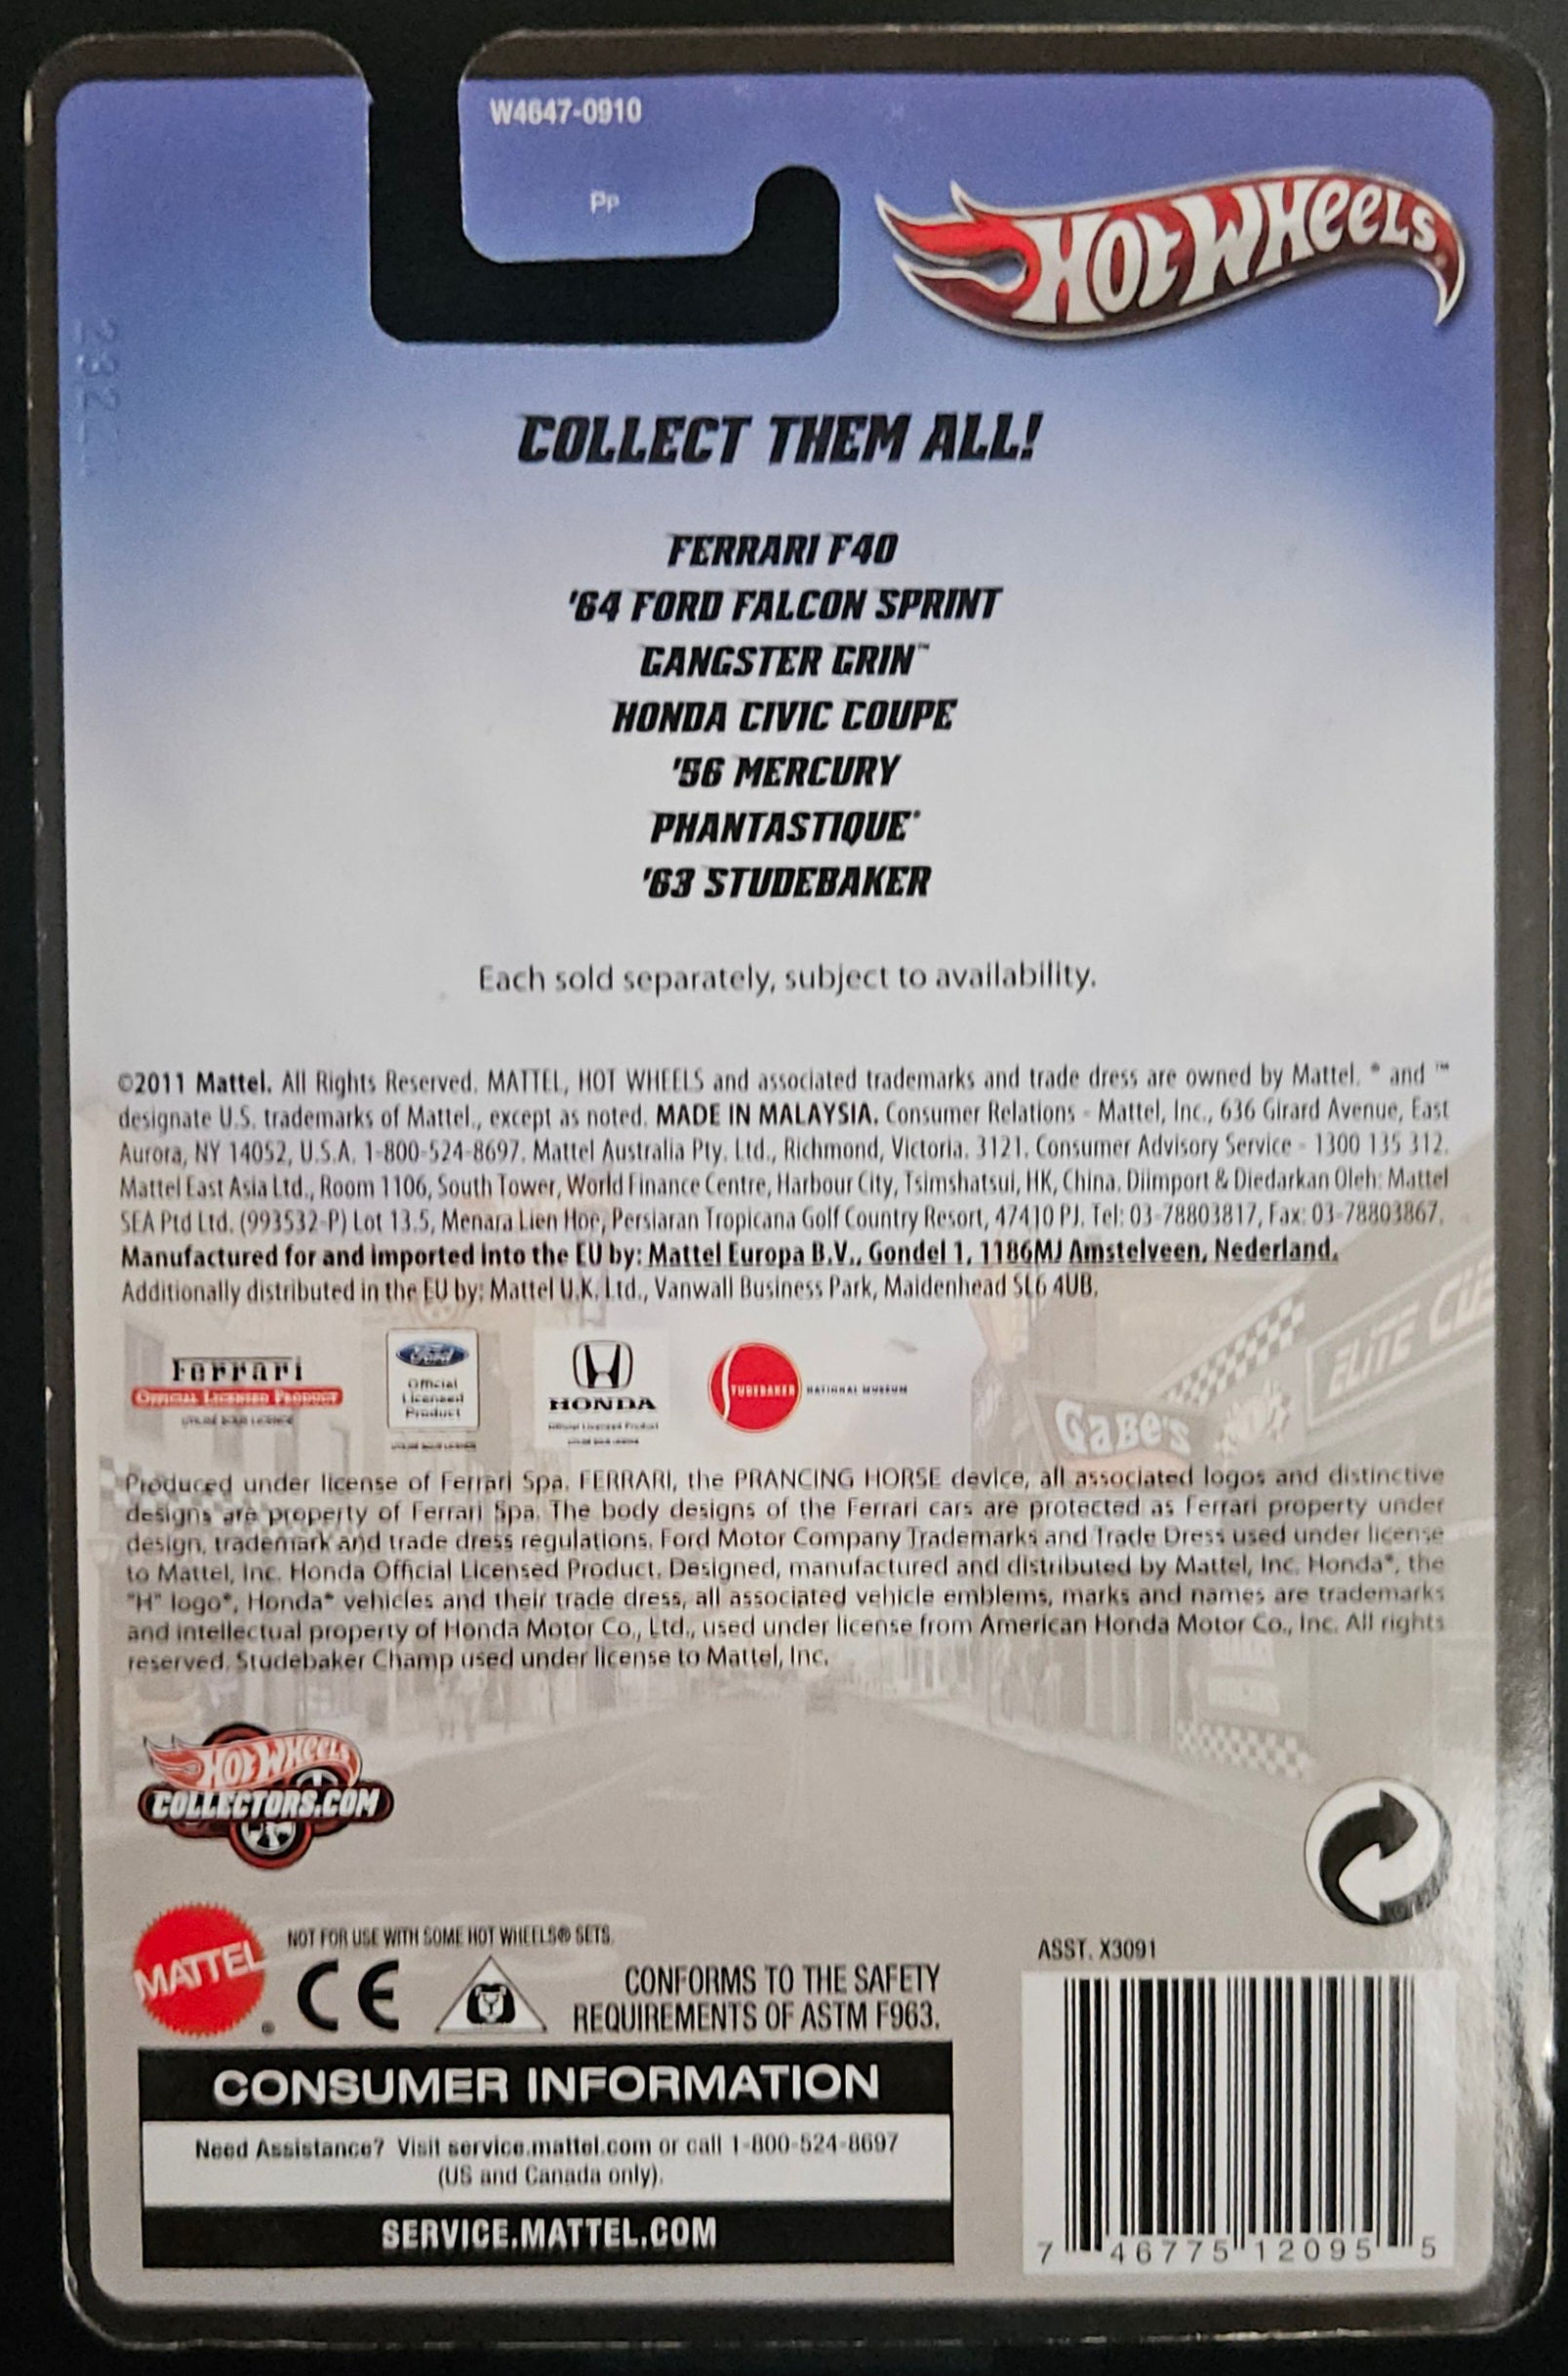 W4647-0910
Pp
HOT WHEELS
COLLECT THEM ALL!
FERRARI F40
'64 FORD FALCON SPRINT
GANGSTER GRIN™
HONDA CIVIC COUPE
'56 MERCURY
PHANTASTIQUE®
'63 STUDEBAKER
Each sold separately, subject to availability.
©2011 Mattel. All Rights Reserved. MATTEL, HOT WHEELS and associated trademarks and trade dress are owned by Mattel. ® and ™
designate U.S. trademarks of Mattel., except as noted. MADE IN MALAYSIA. Consumer Relations - Mattel, Inc., 636 Girard Avenue, East
Aurora, NY 14052, U.S.A. 1-800-524-8697. Mattel Australia Pty. Ltd., Richmond, Victoria. 3121. Consumer Advisory Service - 1300 135 312.
Mattel East Asia Ltd., Room 1106, South Tower, World Finance Centre, Harbour City, Tsimshatsui, HK, China. Diimport & Diedarkan Oleh: Mattel
SEA Ptd Ltd. (993532-P) Lot 13.5, Menara Lien Hoe, Persiaran Tropicana Golf Country Resort, 47410 PJ. Tel: 03-78803817, Fax: 03-78803867.
Manufactured for and imported into the EU by: Mattel Europa B.V., Gondel 1, 1186MJ Amstelveen, Nederland.
Additionally distributed in the EU by: Mattel U.K. Ltd., Vanwall Business Park, Maidenhead SL6 4UB.
ELITE
Ferrari
OFFICIAL LICENSED PRODUCT
Ford
Official
Licensed
Product
HONDA
Official Licensed Product
STUDEBAKER NATIONAL MUSEUM
GABE'S
Produced under license of Ferrari Spa. FERRARI, the PRANCING HORSE device, all associated logos and distinctive
designs are property of Ferrari Spa. The body designs of the Ferrari cars are protected as Ferrari property under
design, trademark and trade dress regulations. Ford Motor Company Trademarks and Trade Dress used under license
to Mattel, Inc. Honda Official Licensed Product. Designed, manufactured and distributed by Mattel, Inc. Honda®, the
"H" logo®, Honda® vehicles and their trade dress, all associated vehicle emblems, marks and names are trademarks
and intellectual property of Honda Motor Co., Ltd., used under license from American Honda Motor Co., Inc. All rights
reserved. Studebaker Champ used under license to Mattel, Inc.
HOT WHEELS
COLLECTORS.COM
MATTEL
NOT FOR USE WITH SOME HOT WHEELS® SETS.
CE
CONFORMS TO THE SAFETY
REQUIREMENTS OF ASTM F963.
ASST. X3091
CONSUMER INFORMATION
Need Assistance? Visit service.mattel.com or call 1-800-524-8697
(US and Canada only).
SERVICE.MATTEL.COM
7 46775 12095 5